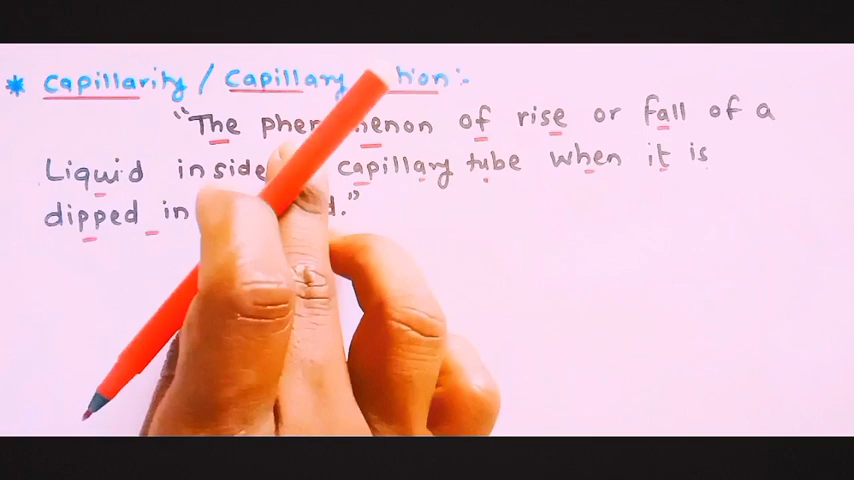 * Capillarity / Capillary :-
"The of rise or fall of a
Liquid inside capillary tube when it is
dipped in